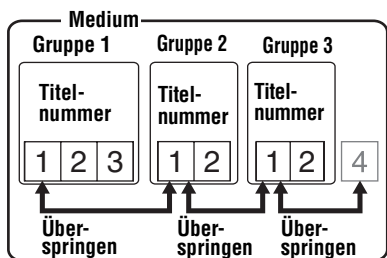 Medium
Gruppe 1 Gruppe 2 Gruppe 3
Titel-
nummer
Titel-
nummer
Titel-
nummer
1 2 3 1 2 1 2 4
Über-
springen
Über-
springen
Über-
springen